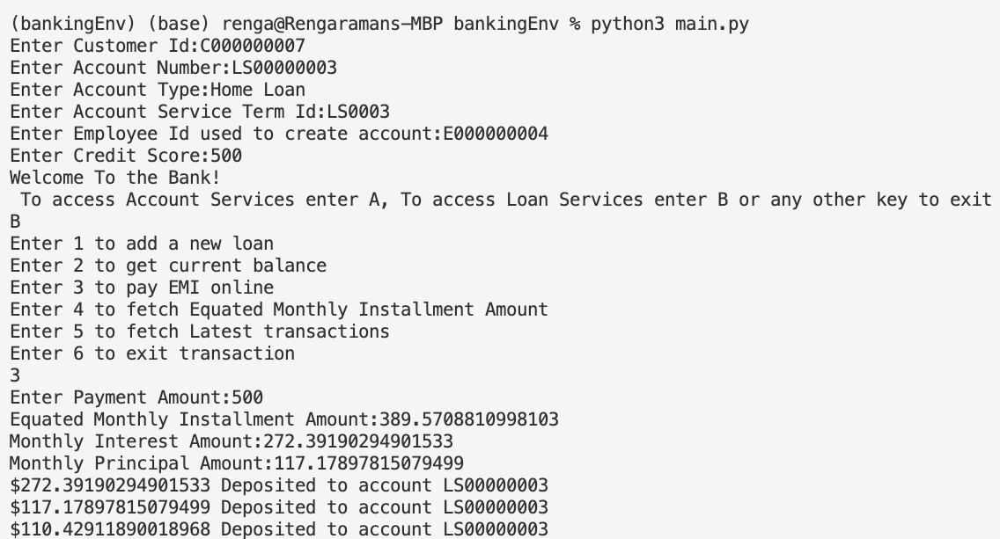 (bankingEnv) (base) renga@Rengaramans-MBP bankingEnv % python3 main.py
Enter Customer Id:C000000007
Enter Account Number:LS00000003
Enter Account Type:Home Loan
Enter Account Service Term Id:LS0003
Enter Employee Id used to create account:E000000004
Enter Credit Score:500
Welcome To the Bank!
 To access Account Services enter A, To access Loan Services enter B or any other key to exit
B
Enter 1 to add a new loan
Enter 2 to get current balance
Enter 3 to pay EMI online
Enter 4 to fetch Equated Monthly Installment Amount
Enter 5 to fetch Latest transactions
Enter 6 to exit transaction
3
Enter Payment Amount:500
Equated Monthly Installment Amount:389.5708810998103
Monthly Interest Amount:272.39190294901533
Monthly Principal Amount:117.17897815079499
$272.39190294901533 Deposited to account LS00000003
$117.17897815079499 Deposited to account LS00000003
$110.42911890018968 Deposited to account LS00000003